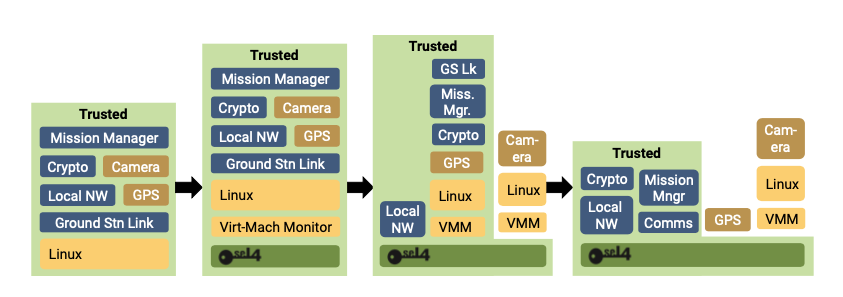 Trusted
Mission Manager
Crypto
Camera
Local NW
GPS
Ground Stn Link
Linux
Trusted
Mission Manager
Crypto
Camera
Local NW
GPS
Ground Stn Link
Linux
Virt-Mach Monitor
seL4
Trusted
GS Lk
Miss.
Mgr.
Crypto
GPS
Linux
Local
NW
VMM
Cam-
era
Linux
VMM
seL4
Trusted
Crypto
Mission
Mngr
Local
NW
Comms
GPS
Cam-
era
Linux
VMM
seL4